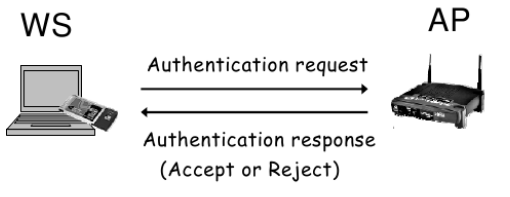 WS
AP
Authentication request
Authentication response
(Accept or Reject)